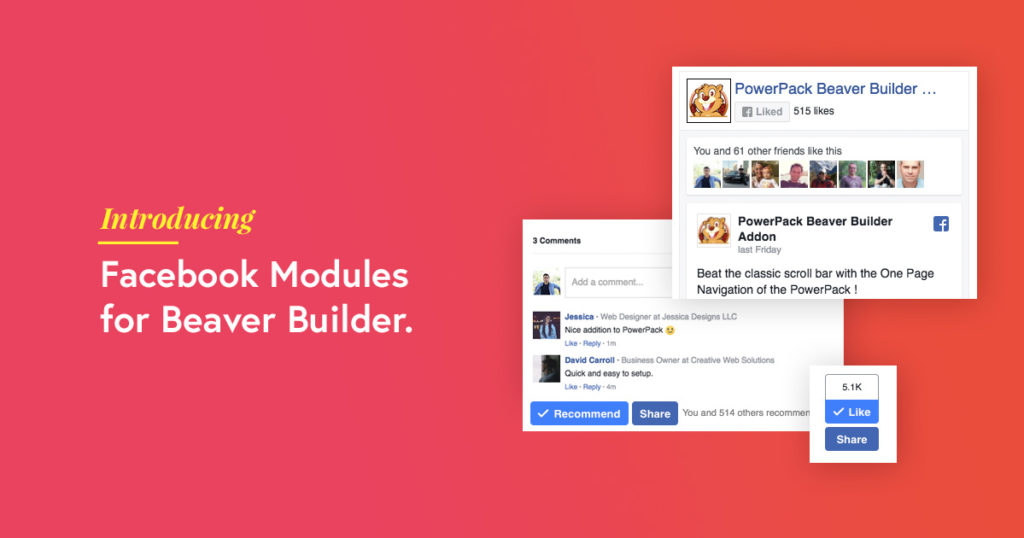 Introducing
Facebook Modules
for Beaver Builder.
PowerPack Beaver Builder …
Liked
515 likes
You and 61 other friends like this
PowerPack Beaver Builder
Addon
last Friday
Beat the classic scroll bar with the One Page
Navigation of the PowerPack !
3 Comments
Add a comment...
Jessica · Web Designer at Jessica Designs LLC
Nice addition to PowerPack 😉
Like · Reply · 1m
David Carroll · Business Owner at Creative Web Solutions
Quick and easy to setup.
Like · Reply · 4m
Recommend
Share
You and 514 others recommen
5.1K
Like
Share